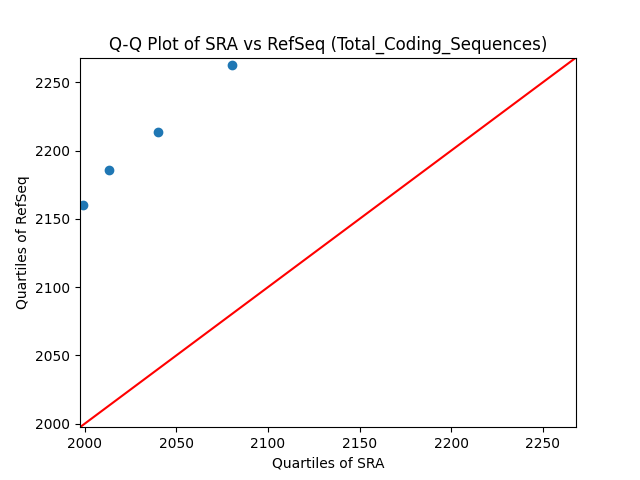 Q-Q Plot of SRA vs RefSeq (Total_Coding_Sequences)
Quartiles of RefSeq
2250
2200
2150
2100
2050
2000
2000 2050 2100 2150 2200 2250
Quartiles of SRA